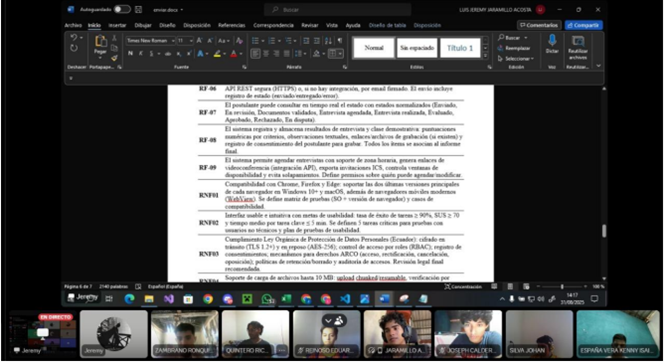 Autoguardado
enviar.docx
Buscar
LUIS JEREMY JARAMILLO ACOSTA
Archivo Inicio Insertar Dibujar Diseño Disposición Referencias Correspondencia Revisar Vista Ayuda Diseño de tabla Disposición
Comentarios Compartir
Pegar
Times New Roman 11
Normal Sin espaciado Título 1
Buscar
Reemplazar
Seleccionar
Dictar
Reutilizar archivos
Deshacer Portapapeles Fuente Párrafo Estilos Edición Voz
RF-06 API REST segura (HTTPS) o, si no hay integración, por email firmado. El envío incluye
registro de estado (enviado/entregado/error).
RF-07 El postulante puede consultar en tiempo real el estado con estados normalizados (Enviado,
En revisión, Documentos validados, Entrevista agendada, Entrevista realizada, Evaluado,
Aprobado, Rechazado, En disputa).
RF-08 El sistema registra y almacena resultados de entrevista y clase demostrativa: puntuaciones
numéricas por criterios, observaciones textuales, enlaces/archivos de grabación (si existen) y
registro de consentimiento del postulante para grabar. Todos los ítems se asocian al informe
final.
RF-09 El sistema permite agendar entrevistas con soporte de zona horaria, genera enlaces de
videoconferencia (integración API), exporta invitaciones ICS, controla ventanas de
disponibilidad y evita solapamientos. Define permisos sobre quién puede agendar/modificar.
RNF01 Compatibilidad con Chrome, Firefox y Edge: soportar las dos últimas versiones principales
de cada navegador en Windows 10+ y macOS, además de navegadores móviles modernos
(WebView). Se define matriz de pruebas (SO + versión de navegador) y casos de
compatibilidad.
RNF02 Interfaz usable e intuitiva con metas de usabilidad: tasa de éxito de tareas ≥ 90%, SUS ≥ 70
y tiempo medio por tarea clave ≤ 5 min. Se definen 5 tareas críticas para pruebas con
usuarios no técnicos y plan de pruebas de usabilidad.
RNF03 Cumplimiento Ley Orgánica de Protección de Datos Personales (Ecuador): cifrado en
tránsito (TLS 1.2+) y en reposo (AES-256); control de acceso por roles (RBAC); registro de
consentimientos; mecanismos para derechos ARCO (acceso, rectificación, cancelación,
oposición); políticas de retención/borrado y auditoría de accesos. Revisión legal final
recomendada.
RNF04 Soporte de carga de archivos hasta 10 MB: upload chunked/resumable, verificación por
Página 6 de 7 2140 palabras Español (España) Concentración 100 %
Jeremy
14:17
31/08/2025
EN DIRECTO
Jeremy
Jeremy
ZAMBRANO RONQUI...
QUINTERO RIC...
REINOSO EDUAR...
JARAMILLO A...
JOSEPH CALDER...
SILVA JOHAN
ESPAÑA VERA KENNY ISAI...